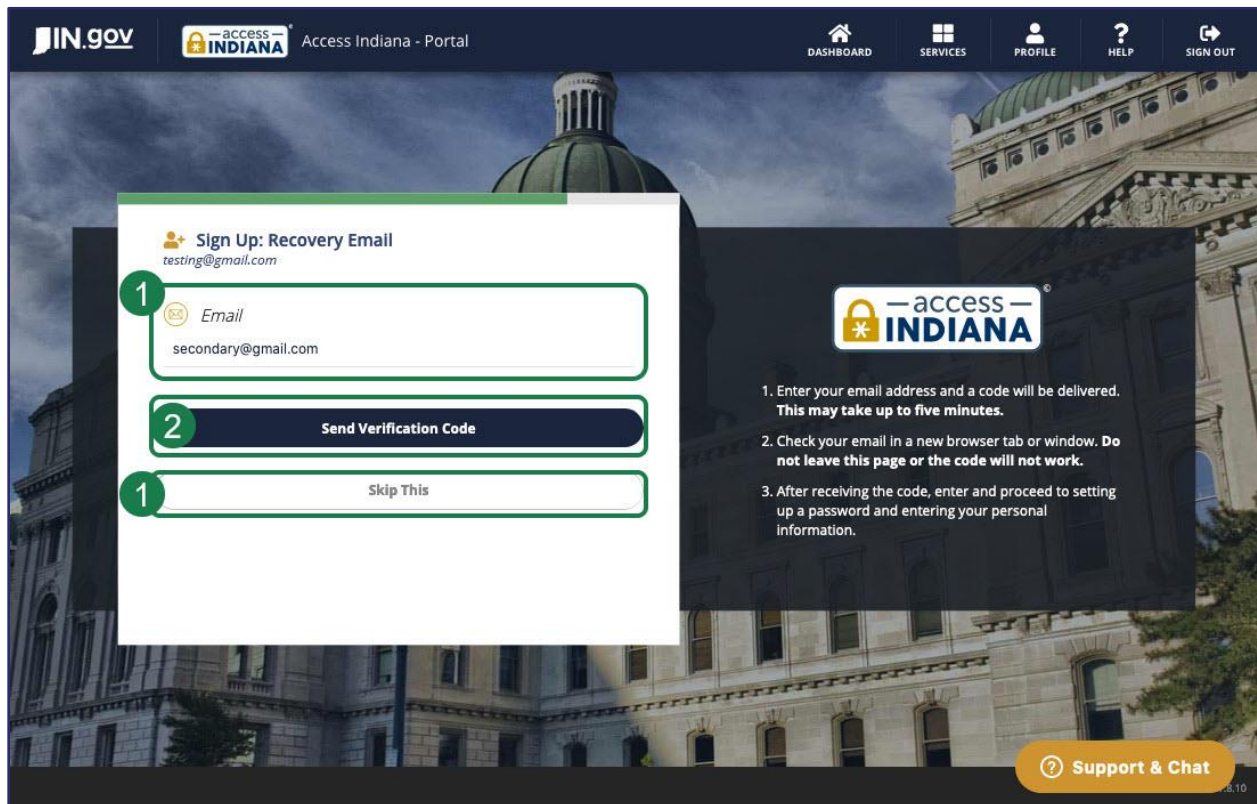 IN.gov
access
INDIANA
Access Indiana - Portal
DASHBOARD
SERVICES
PROFILE
HELP
SIGN OUT
Sign Up: Recovery Email
testing@gmail.com
1
Email
secondary@gmail.com
2
Send Verification Code
1
Skip This
access
INDIANA
©
1. Enter your email address and a code will be delivered.
This may take up to five minutes.
2. Check your email in a new browser tab or window. Do
not leave this page or the code will not work.
3. After receiving the code, enter and proceed to setting
up a password and entering your personal
information.
? Support & Chat